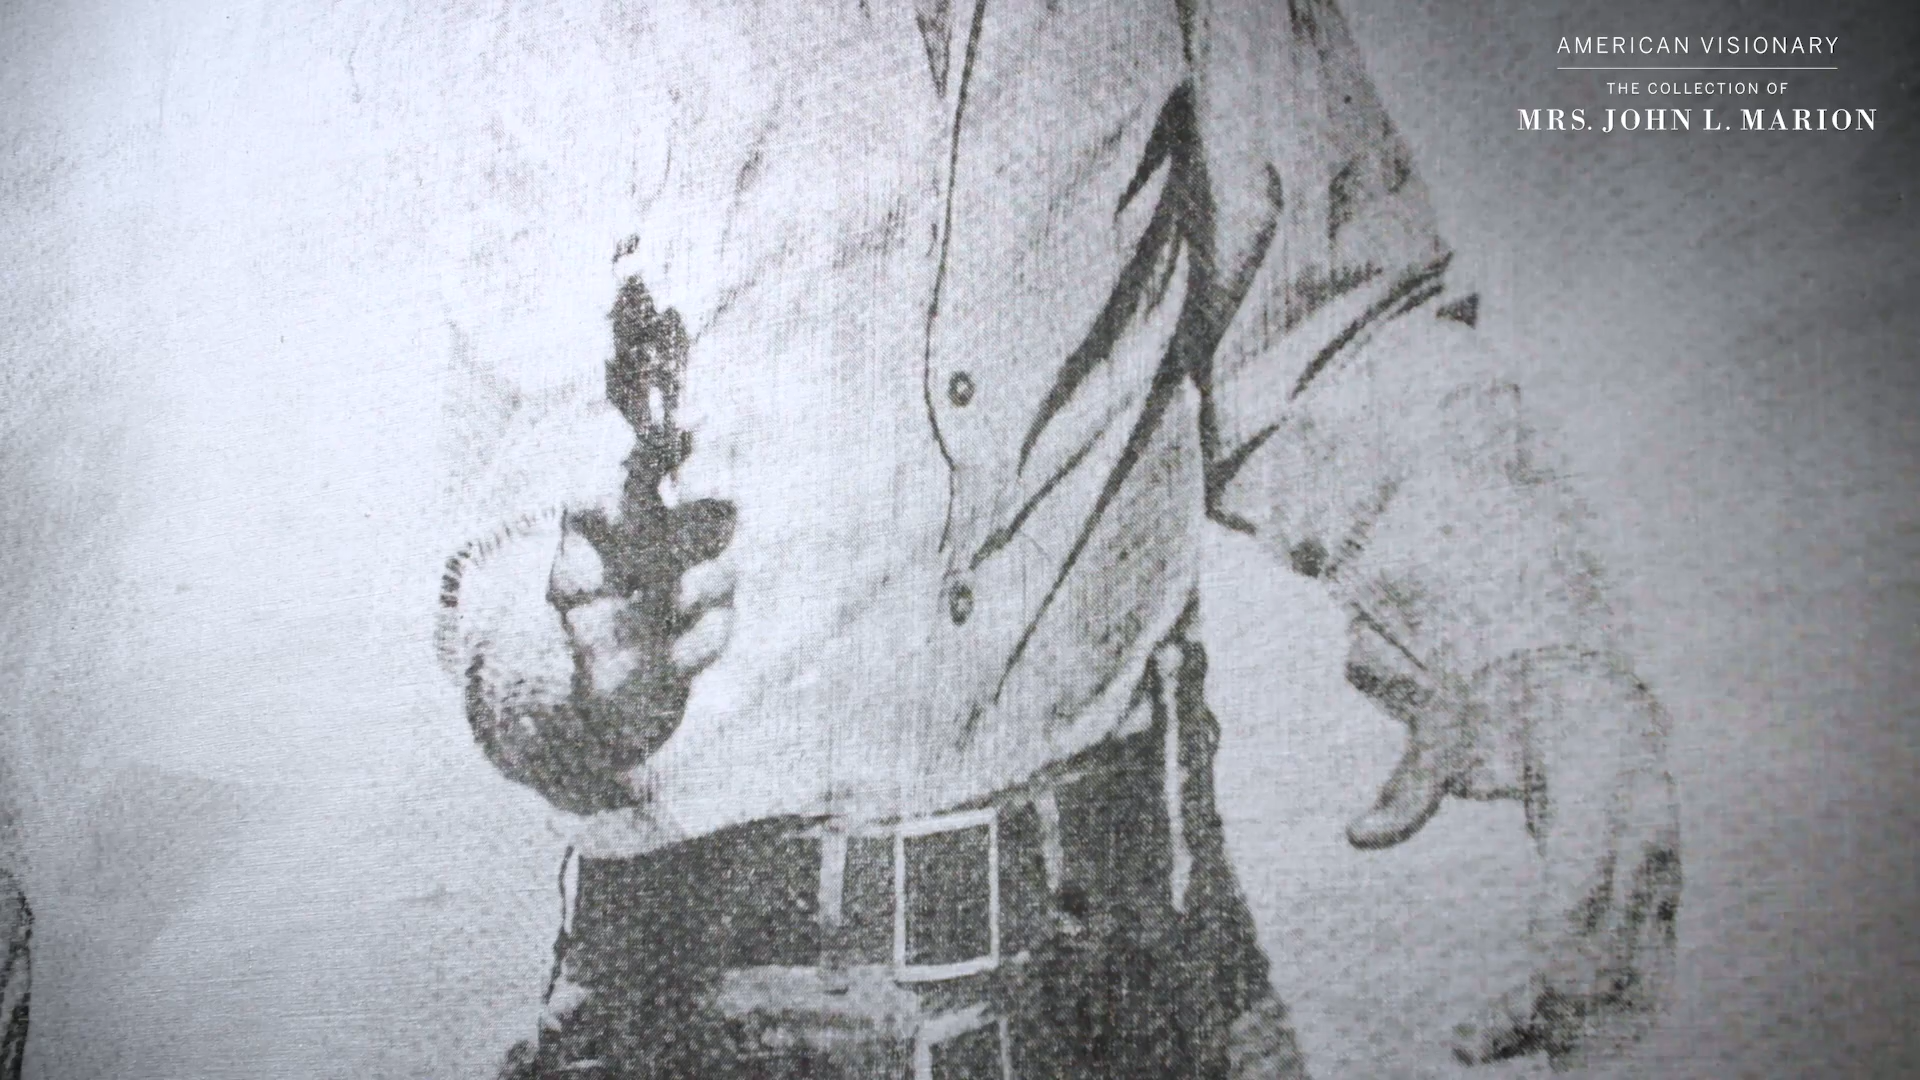 AMERICAN VISIONARY
THE COLLECTION OF
MRS. JOHN L. MARION